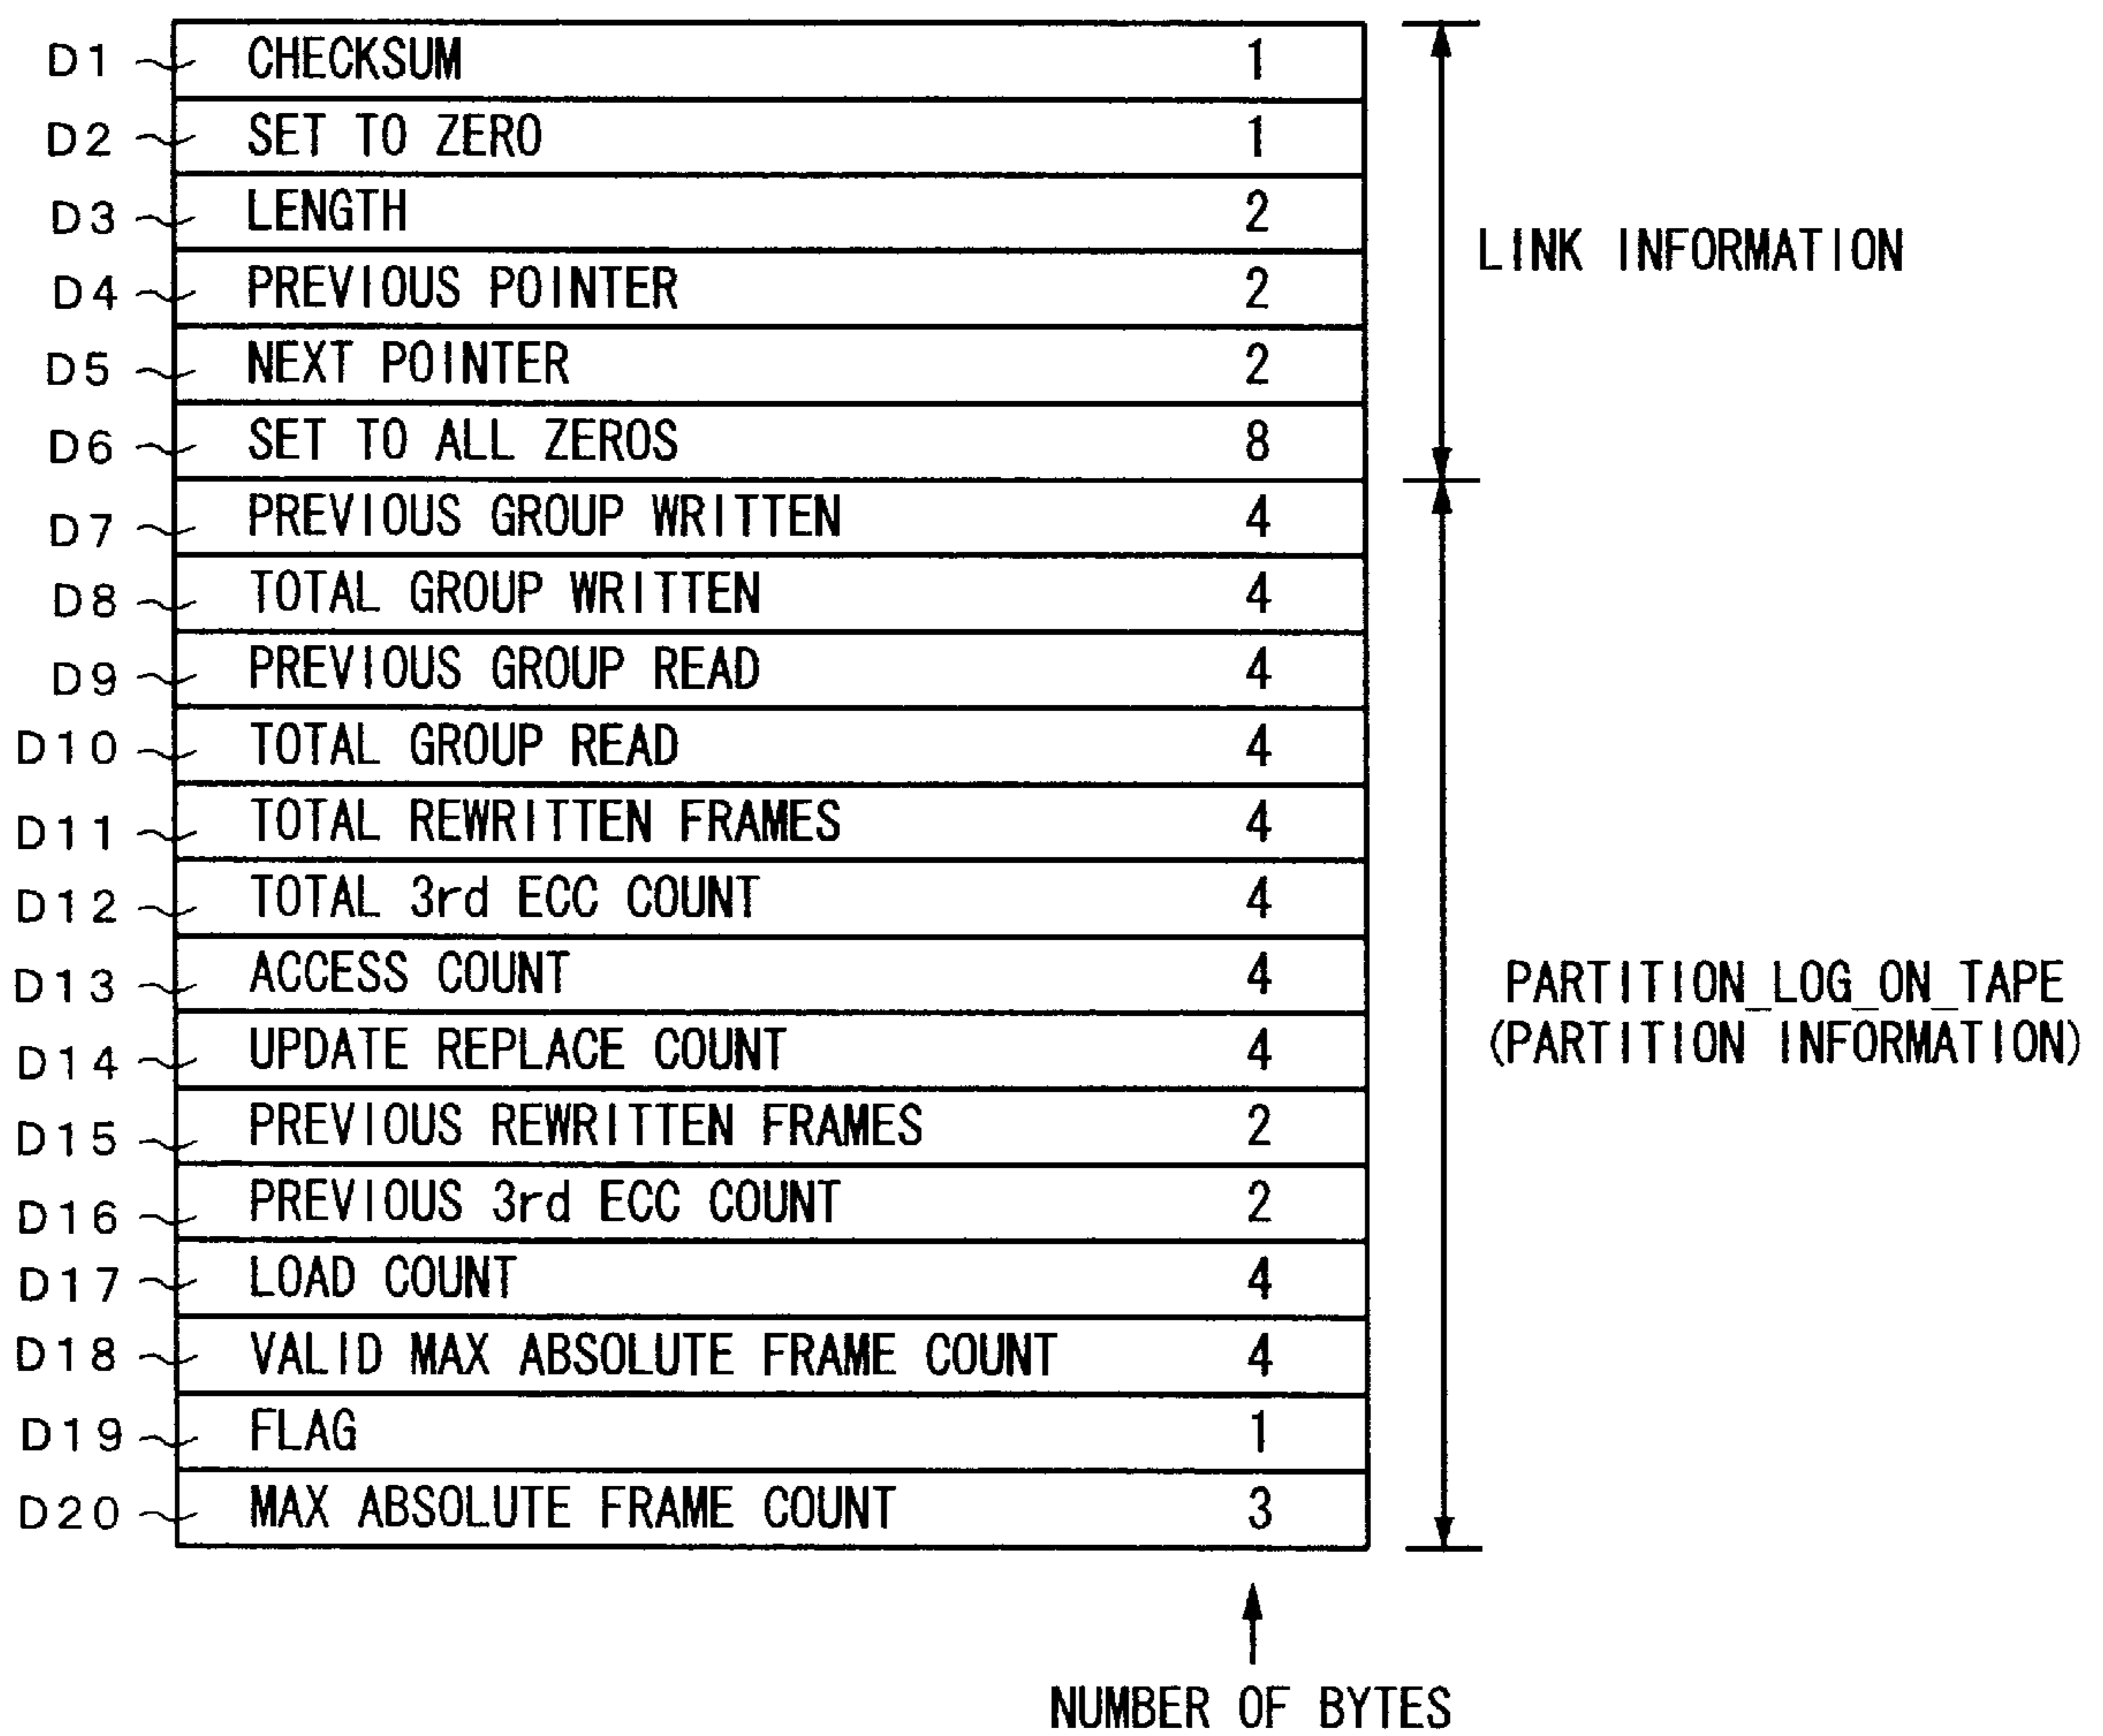 D1 CHECKSUM 1
D2 SET TO ZERO 1
D3 LENGTH 2
D4 PREVIOUS POINTER 2
D5 NEXT POINTER 2
D6 SET TO ALL ZEROS 8
LINK INFORMATION
D7 PREVIOUS GROUP WRITTEN 4
D8 TOTAL GROUP WRITTEN 4
D9 PREVIOUS GROUP READ 4
D10 TOTAL GROUP READ 4
D11 TOTAL REWRITTEN FRAMES 4
D12 TOTAL 3rd ECC COUNT 4
D13 ACCESS COUNT 4
D14 UPDATE REPLACE COUNT 4
D15 PREVIOUS REWRITTEN FRAMES 2
D16 PREVIOUS 3rd ECC COUNT 2
D17 LOAD COUNT 4
D18 VALID MAX ABSOLUTE FRAME COUNT 4
D19 FLAG 1
D20 MAX ABSOLUTE FRAME COUNT 3
PARTITION_LOG_ON_TAPE
(PARTITION INFORMATION)
NUMBER OF BYTES